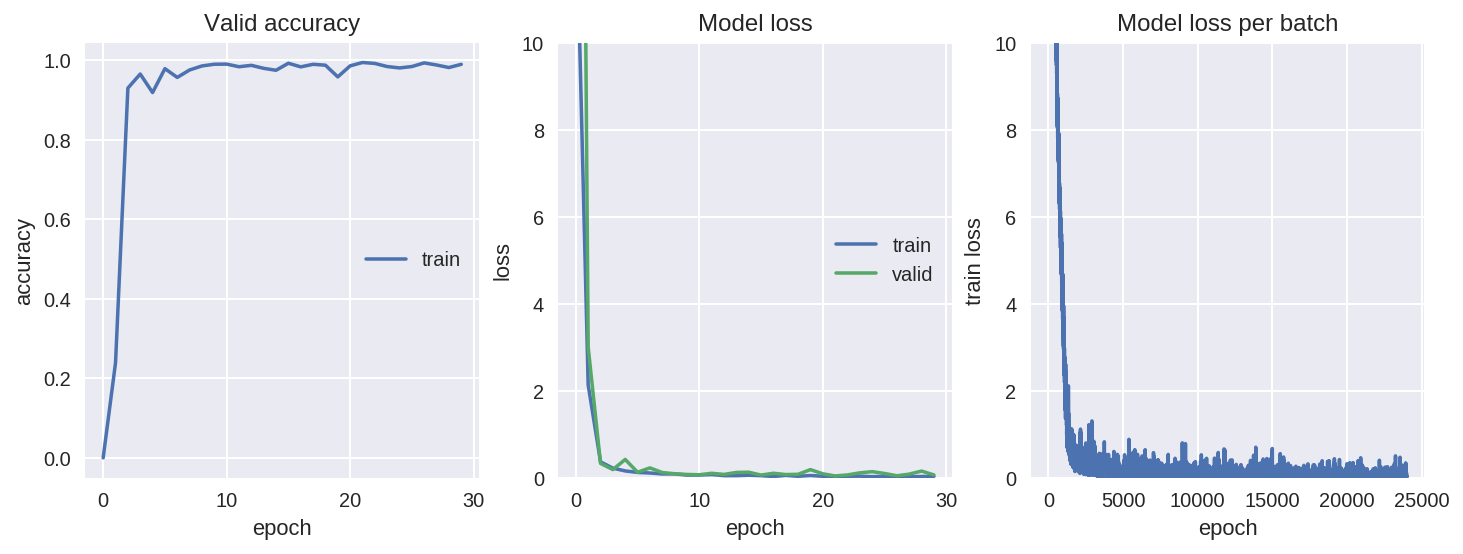 Valid accuracy
1.0
0.8
0.6
0.4
0.2
0.0
accuracy
train
0
10
20
30
epoch
Model loss
10
8
6
4
2
0
loss
train
valid
0
10
20
30
epoch
Model loss per batch
10
8
6
4
2
0
train loss
0
5000
10000
15000
20000
25000
epoch